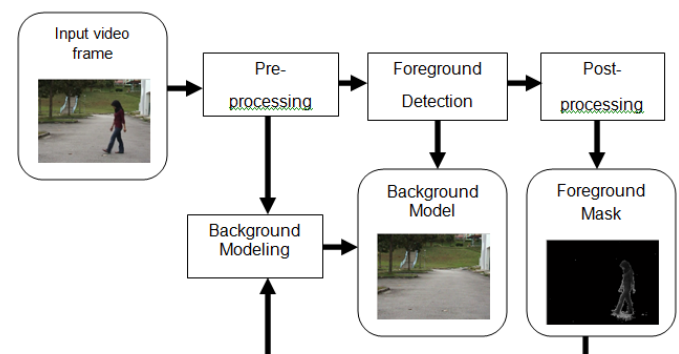 Input video
frame
Pre-
processing
Foreground
Detection
Post-
processing
Background
Modeling
Background
Model
Foreground
Mask